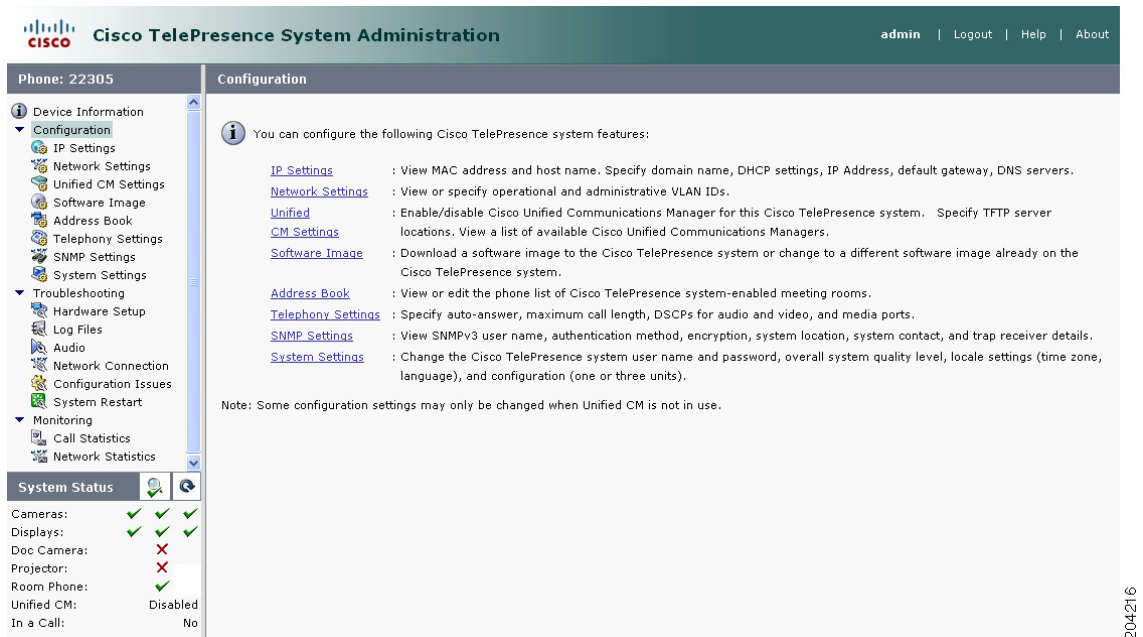 CISCO Cisco TelePresence System Administration
admin | Logout | Help | About
Phone: 22305
Device Information
Configuration
IP Settings
Network Settings
Unified CM Settings
Software Image
Address Book
Telephony Settings
SNMP Settings
System Settings
Troubleshooting
Hardware Setup
Log Files
Audio
Network Connection
Configuration Issues
System Restart
Monitoring
Call Statistics
Network Statistics
System Status
Cameras:
Displays:
Doc Camera:
Projector:
Room Phone:
Unified CM: Disabled
In a Call: No
Configuration
You can configure the following Cisco TelePresence system features:
IP Settings : View MAC address and host name. Specify domain name, DHCP settings, IP Address, default gateway, DNS servers.
Network Settings : View or specify operational and administrative VLAN IDs.
Unified : Enable/disable Cisco Unified Communications Manager for this Cisco TelePresence system. Specify TFTP server
CM Settings locations. View a list of available Cisco Unified Communications Managers.
Software Image : Download a software image to the Cisco TelePresence system or change to a different software image already on the
Cisco TelePresence system.
Address Book : View or edit the phone list of Cisco TelePresence system-enabled meeting rooms.
Telephony Settings : Specify auto-answer, maximum call length, DSCPs for audio and video, and media ports.
SNMP Settings : View SNMPv3 user name, authentication method, encryption, system location, system contact, and trap receiver details.
System Settings : Change the Cisco TelePresence system user name and password, overall system quality level, locale settings (time zone,
language), and configuration (one or three units).
Note: Some configuration settings may only be changed when Unified CM is not in use.
204216